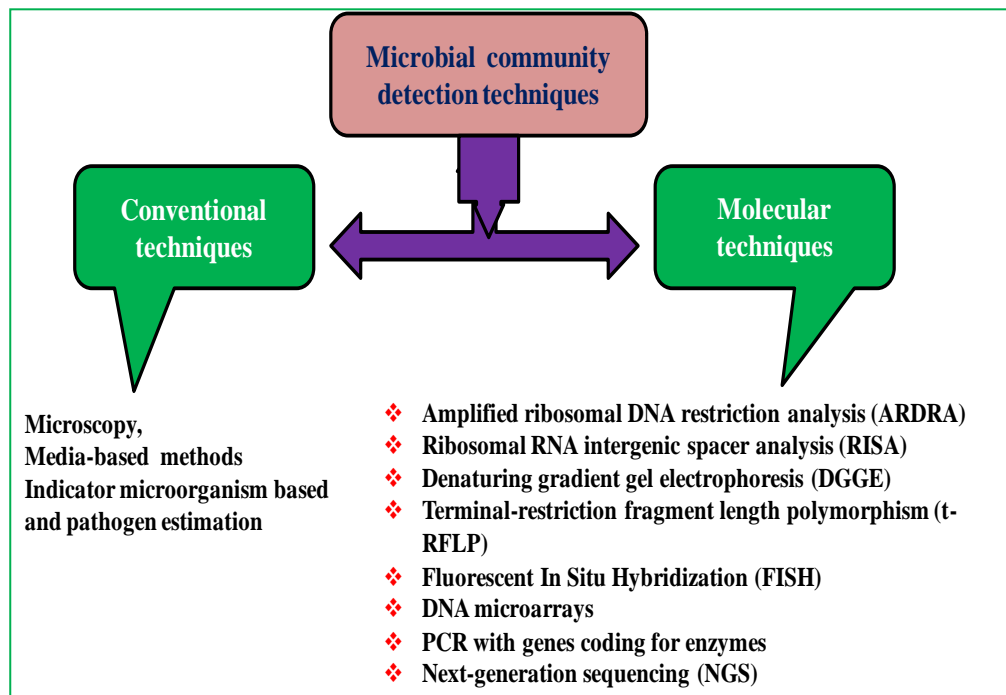 Microbial community
detection techniques
Conventional
techniques
Molecular
techniques
Microscopy,
Media-based methods
Indicator microorganism based
and pathogen estimation
Amplified ribosomal DNA restriction analysis (ARDRA)
Ribosomal RNA intergenic spacer analysis (RISA)
Denaturing gradient gel electrophoresis (DGGE)
Terminal-restriction fragment length polymorphism (t-
RFLP)
Fluorescent In Situ Hybridization (FISH)
DNA microarrays
PCR with genes coding for enzymes
Next-generation sequencing (NGS)